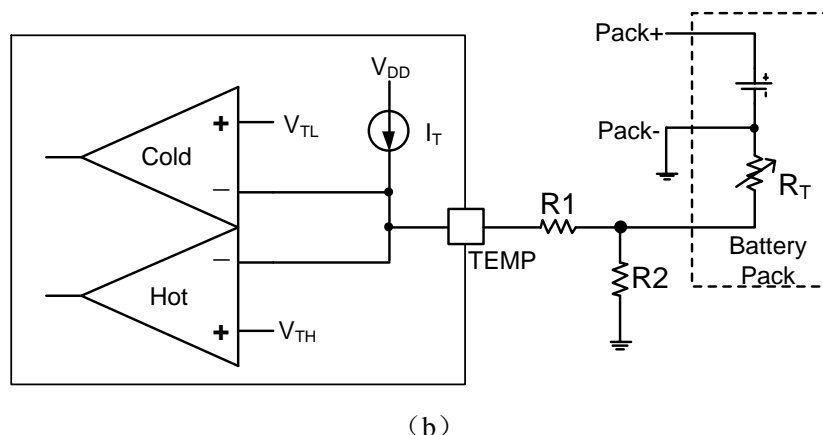 Pack+
V_DD
+
V_TL
Cold
−
I_T
Pack-
+
-
R_T
R1
TEMP
R2
Battery
Pack
−
Hot
+
V_TH
（b）